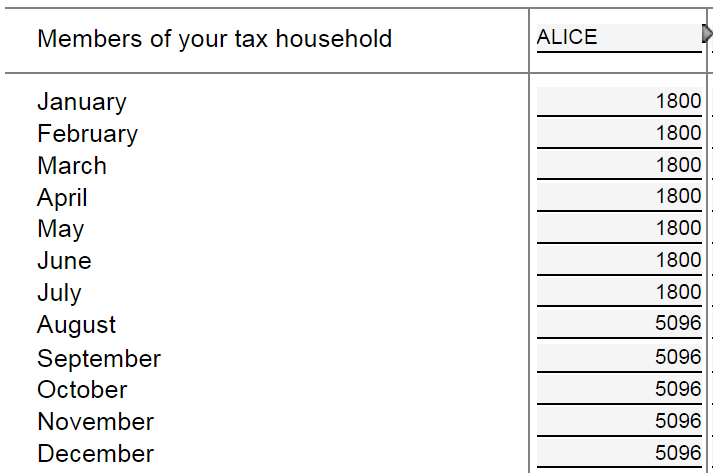 Members of your tax household ALICE
January 1800
February 1800
March 1800
April 1800
May 1800
June 1800
July 1800
August 5096
September 5096
October 5096
November 5096
December 5096